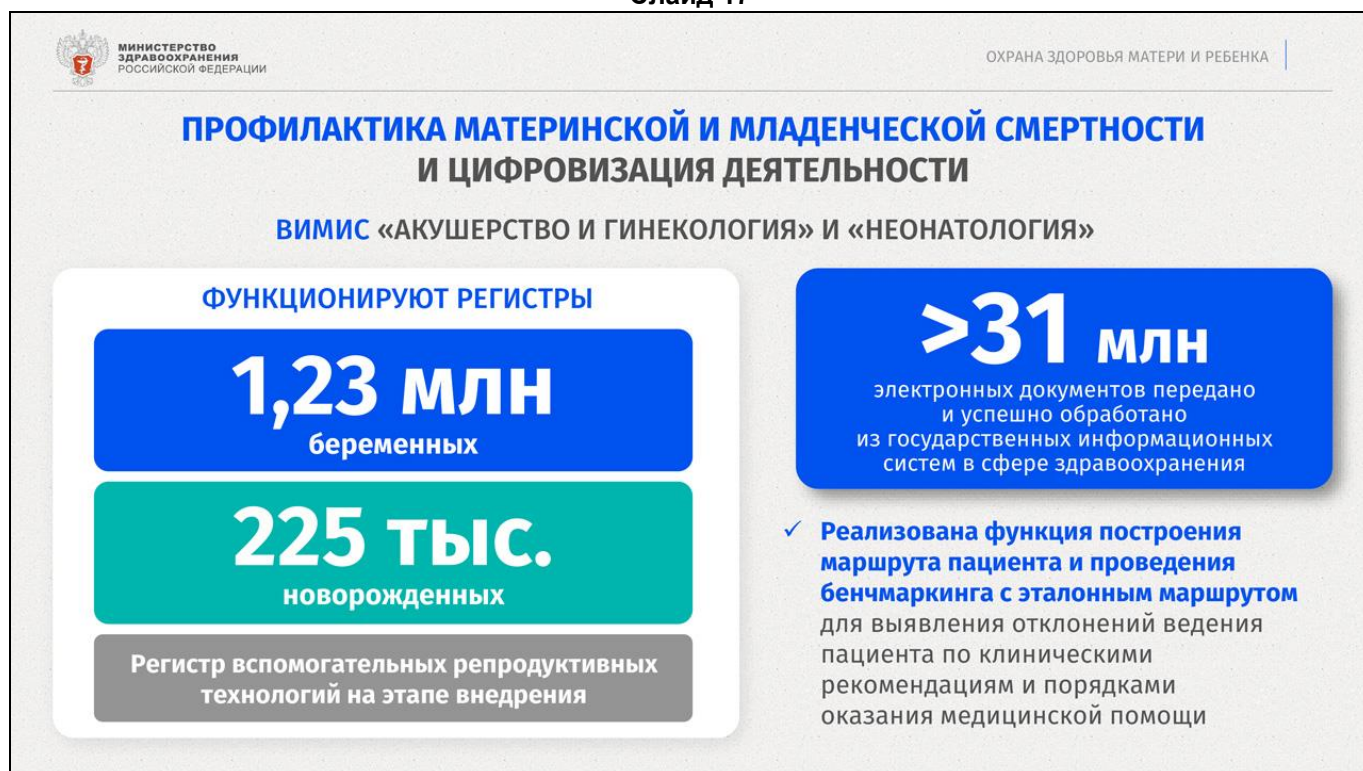 Слайд 17
МИНИСТЕРСТВО
ЗДРАВООХРАНЕНИЯ
РОССИЙСКОЙ ФЕДЕРАЦИИ
ОХРАНА ЗДОРОВЬЯ МАТЕРИ И РЕБЕНКА
ПРОФИЛАКТИКА МАТЕРИНСКОЙ И МЛАДЕНЧЕСКОЙ СМЕРТНОСТИ
И ЦИФРОВИЗАЦИЯ ДЕЯТЕЛЬНОСТИ
ВИМИС «АКУШЕРСТВО И ГИНЕКОЛОГИЯ» И «НЕОНАТОЛОГИЯ»
ФУНКЦИОНИРУЮТ РЕГИСТРЫ
1,23 млн
беременных
225 тыс.
новорожденных
Регистр вспомогательных репродуктивных
технологий на этапе внедрения
>31 млн
электронных документов передано
и успешно обработано
из государственных информационных
систем в сфере здравоохранения
✓ Реализована функция построения
маршрута пациента и проведения
бенчмаркинга с эталонным маршрутом
для выявления отклонений ведения
пациента по клиническими
рекомендациям и порядками
оказания медицинской помощи